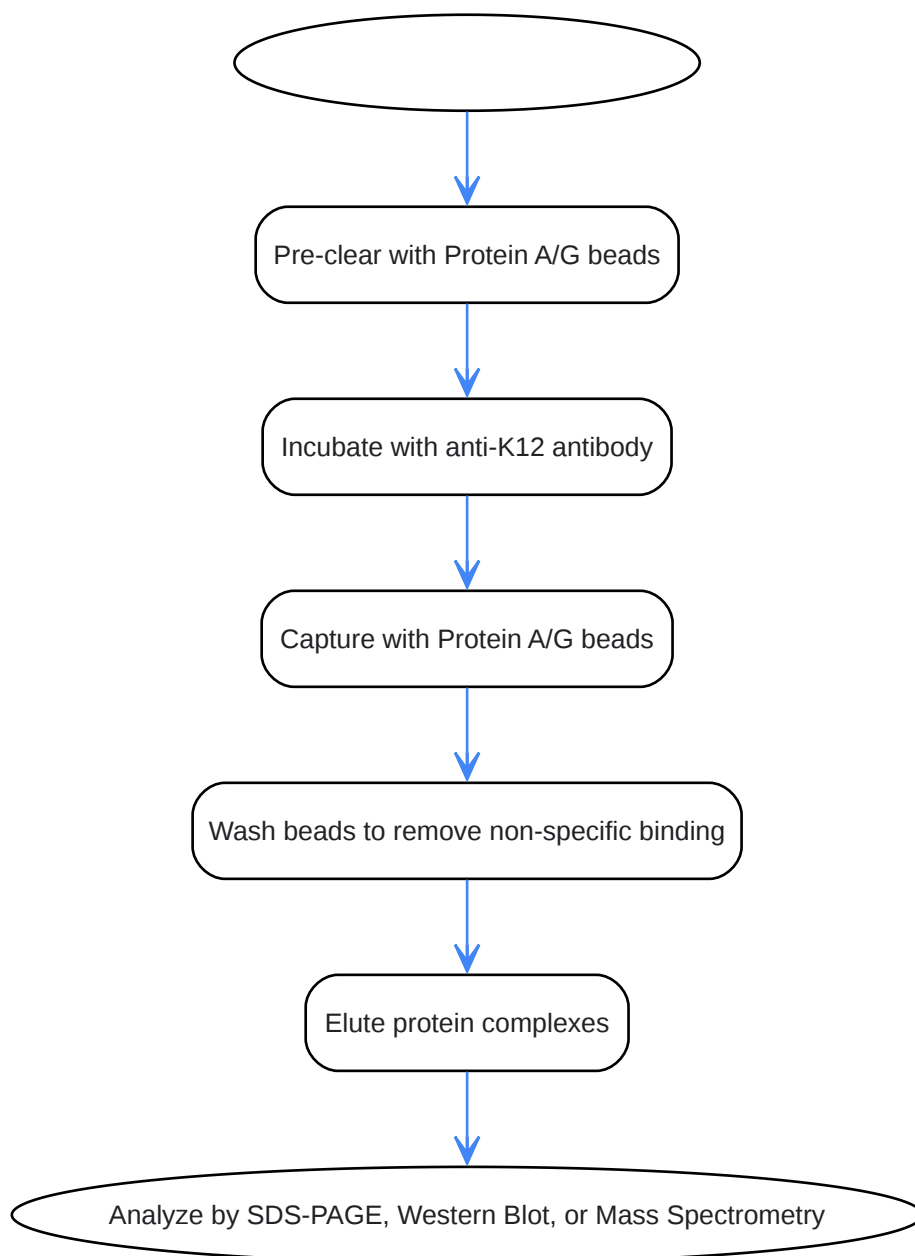 Pre-clear with Protein A/G beads
Incubate with anti-K12 antibody
Capture with Protein A/G beads
Wash beads to remove non-specific binding
Elute protein complexes
Analyze by SDS-PAGE, Western Blot, or Mass Spectrometry